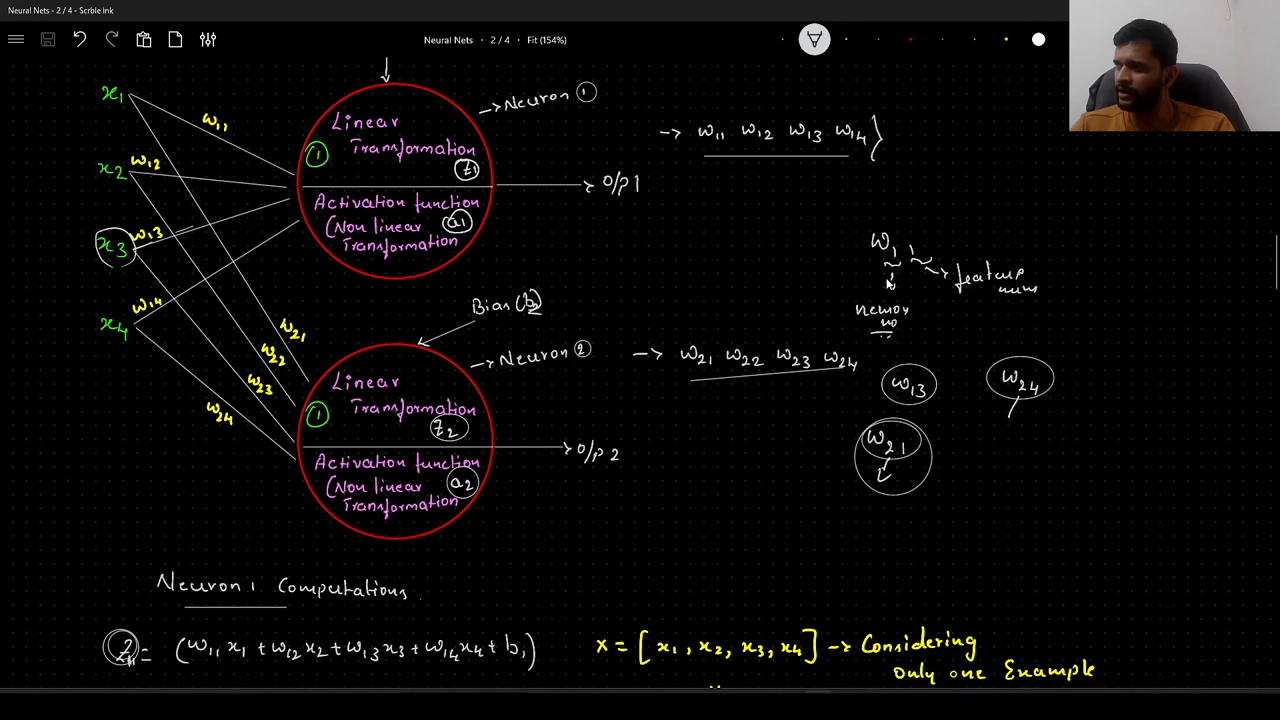 Neural Nets - 2 / 4 - Scrble Ink
Neural Nets • 2 / 4 • Fit (154%)
x1
x2
x3
x4
w11
w12
w13
w14
w21
w22
w23
w24
Linear
Transformation
1
z1
Activation function
(Non linear
Transformation
a1
→ Neuron 1
→ O/P 1
Bias (b2)
Linear
Transformation
1
z2
Activation function
(Non linear
Transformation
a2
→ Neuron 2
→ O/P 2
→ w11 w12 w13 w14 }
w1 1
→ feature
num
no
→ w21 w22 w23 w24
w13
w24
w21
Neuron 1 Computations
= (w11 x1 + w12 x2 + w13 x3 + w14 x4 + b1)
x = [x1, x2, x3, x4] → Considering
only one Example